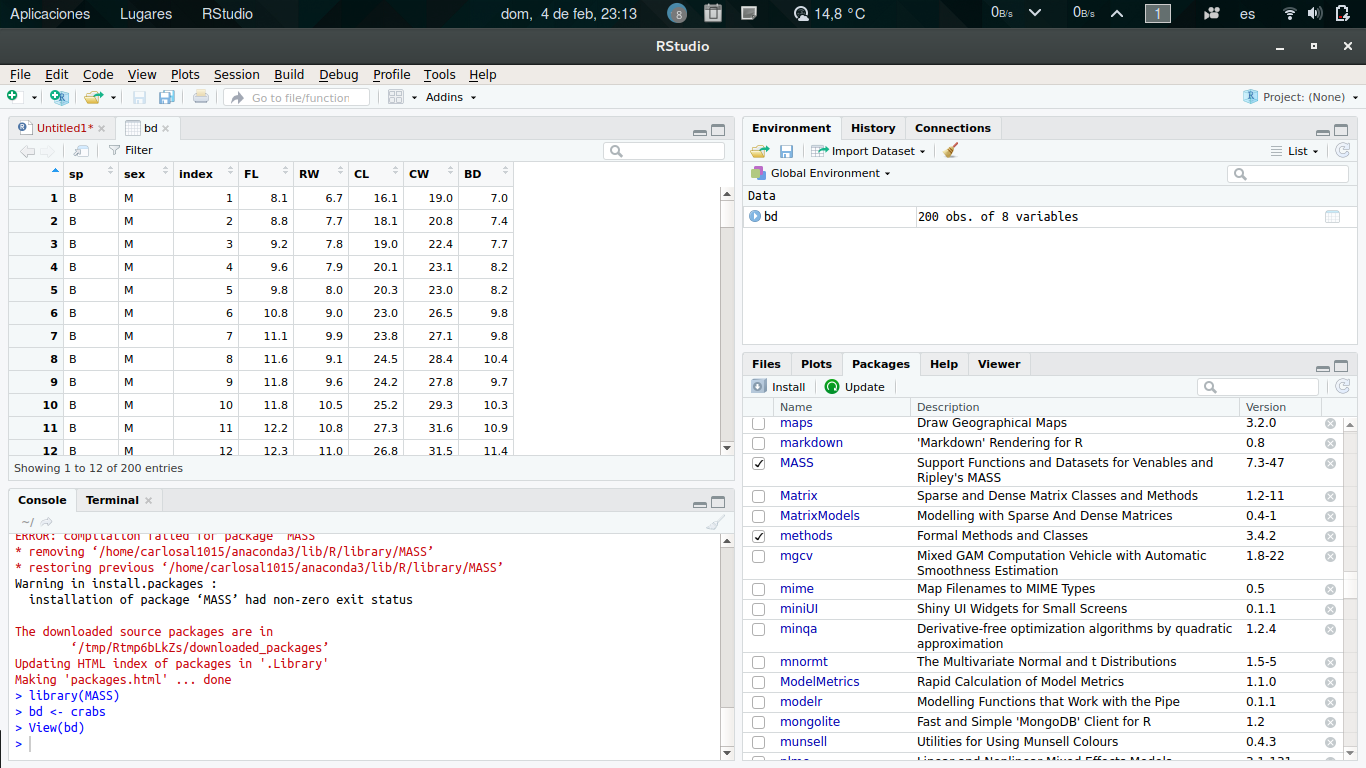 Aplicaciones Lugares RStudio dom, 4 de feb, 23:13 8 14,8 °C 0B/s 0B/s 1 es
RStudio
File Edit Code View Plots Session Build Debug Profile Tools Help
Go to file/function Addins Project: (None)
Untitled1* bd
Filter
sp sex index FL RW CL CW BD
1 B M 1 8.1 6.7 16.1 19.0 7.0
2 B M 2 8.8 7.7 18.1 20.8 7.4
3 B M 3 9.2 7.8 19.0 22.4 7.7
4 B M 4 9.6 7.9 20.1 23.1 8.2
5 B M 5 9.8 8.0 20.3 23.0 8.2
6 B M 6 10.8 9.0 23.0 26.5 9.8
7 B M 7 11.1 9.9 23.8 27.1 9.8
8 B M 8 11.6 9.1 24.5 28.4 10.4
9 B M 9 11.8 9.6 24.2 27.8 9.7
10 B M 10 11.8 10.5 25.2 29.3 10.3
11 B M 11 12.2 10.8 27.3 31.6 10.9
12 B M 12 12.3 11.0 26.8 31.5 11.4
Showing 1 to 12 of 200 entries
Console Terminal
~/
ERROR: compilation failed for package ‘MASS’
* removing ‘/home/carlosal1015/anaconda3/lib/R/library/MASS’
* restoring previous ‘/home/carlosal1015/anaconda3/lib/R/library/MASS’
Warning in install.packages :
installation of package ‘MASS’ had non-zero exit status
The downloaded source packages are in
‘/tmp/Rtmp6bLkZs/downloaded_packages’
Updating HTML index of packages in '.Library'
Making 'packages.html' ... done
> library(MASS)
> bd <- crabs
> View(bd)
>
Environment History Connections
Import Dataset List
Global Environment
Data
bd 200 obs. of 8 variables
Files Plots Packages Help Viewer
Install Update
Name Description Version
maps Draw Geographical Maps 3.2.0
markdown 'Markdown' Rendering for R 0.8
MASS Support Functions and Datasets for Venables and 7.3-47
Ripley's MASS
Matrix Sparse and Dense Matrix Classes and Methods 1.2-11
MatrixModels Modelling with Sparse And Dense Matrices 0.4-1
methods Formal Methods and Classes 3.4.2
mgcv Mixed GAM Computation Vehicle with Automatic 1.8-22
Smoothness Estimation
mime Map Filenames to MIME Types 0.5
miniUI Shiny UI Widgets for Small Screens 0.1.1
minqa Derivative-free optimization algorithms by quadratic 1.2.4
approximation
mnormt The Multivariate Normal and t Distributions 1.5-5
ModelMetrics Rapid Calculation of Model Metrics 1.1.0
modelr Modelling Functions that Work with the Pipe 0.1.1
mongolite Fast and Simple 'MongoDB' Client for R 1.2
munsell Utilities for Using Munsell Colours 0.4.3
nlme Linear and Nonlinear Mixed Effects Models 3.1-131